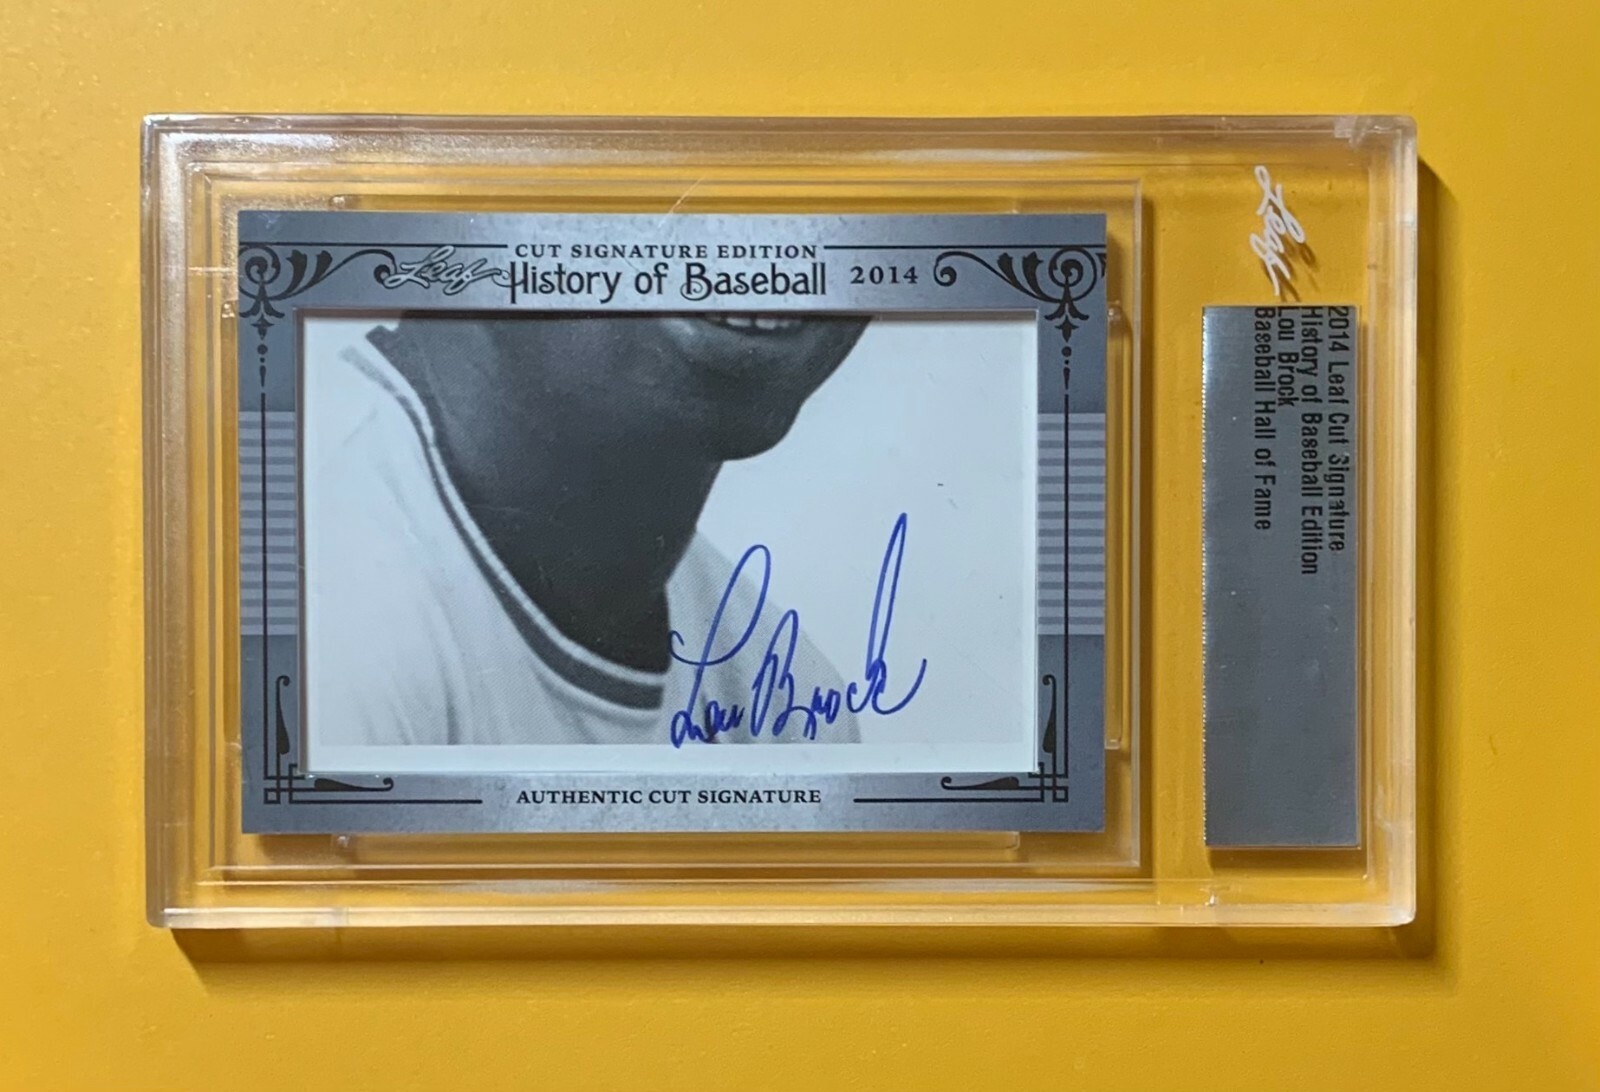 CUT SIGNATURE EDITION
Leaf History of Baseball 2014
Lou Brock
AUTHENTIC CUT SIGNATURE
Leaf
2014 Leaf Cut Signature
History of Baseball Edition
Lou Brock
Baseball Hall of Fame